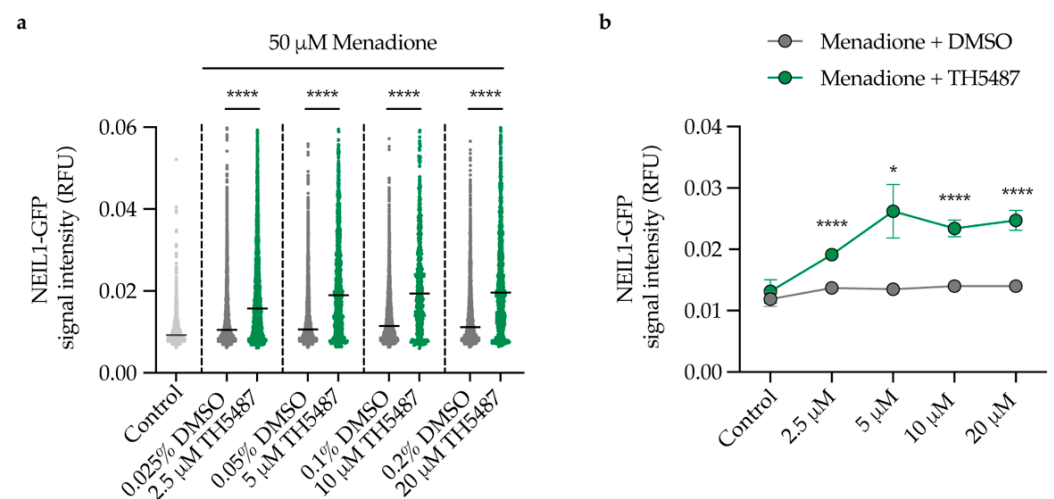 a
50 μM Menadione
**** **** **** ****
NEIL1-GFP
signal intensity (RFU)
0.06
0.04
0.02
0.00
Control
0.025% DMSO
2.5 μM TH5487
0.05% DMSO
5 μM TH5487
0.1% DMSO
10 μM TH5487
0.2% DMSO
20 μM TH5487
b
Menadione + DMSO
Menadione + TH5487
NEIL1-GFP
signal intensity (RFU)
0.04
0.03
0.02
0.01
0.00
**** * **** ****
Control
2.5 μM
5 μM
10 μM
20 μM